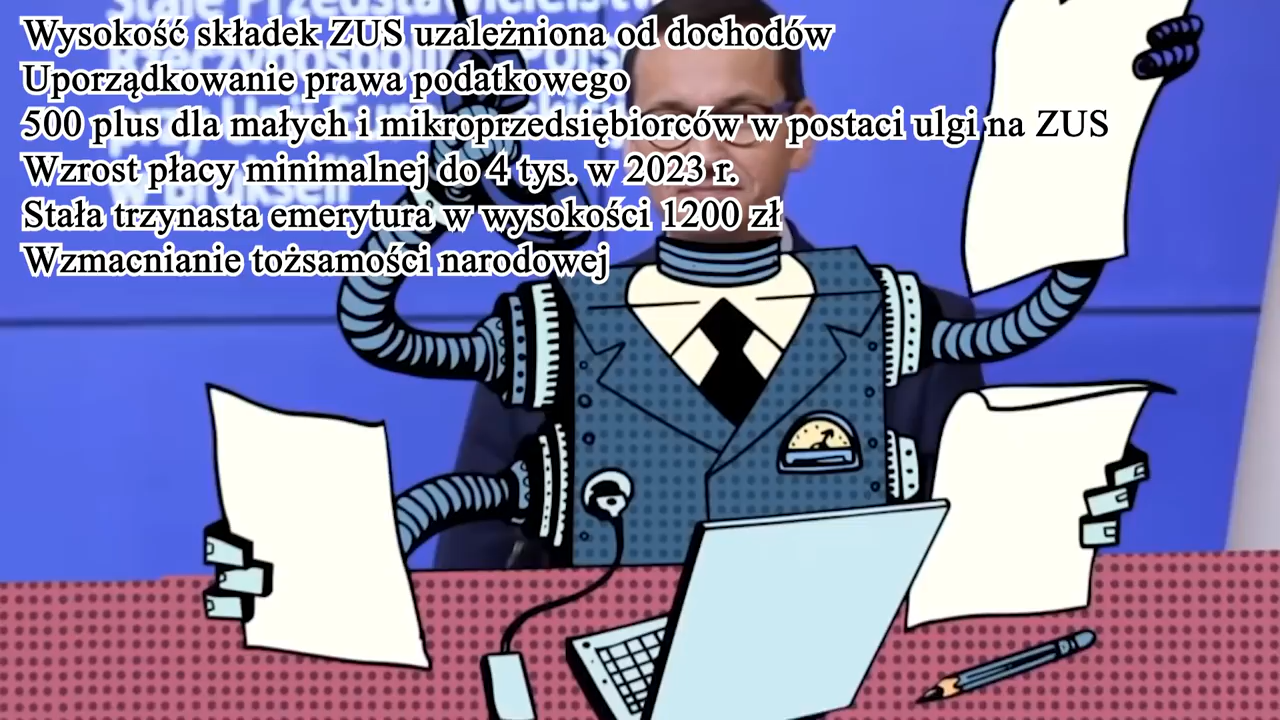 Wysokość składek ZUS uzależniona od dochodów
Uporządkowanie prawa podatkowego
500 plus dla małych i mikroprzedsiębiorców w postaci ulgi na ZUS
Wzrost płacy minimalnej do 4 tys. w 2023 r.
Stała trzynasta emerytura w wysokości 1200 zł
Wzmacnianie tożsamości narodowej